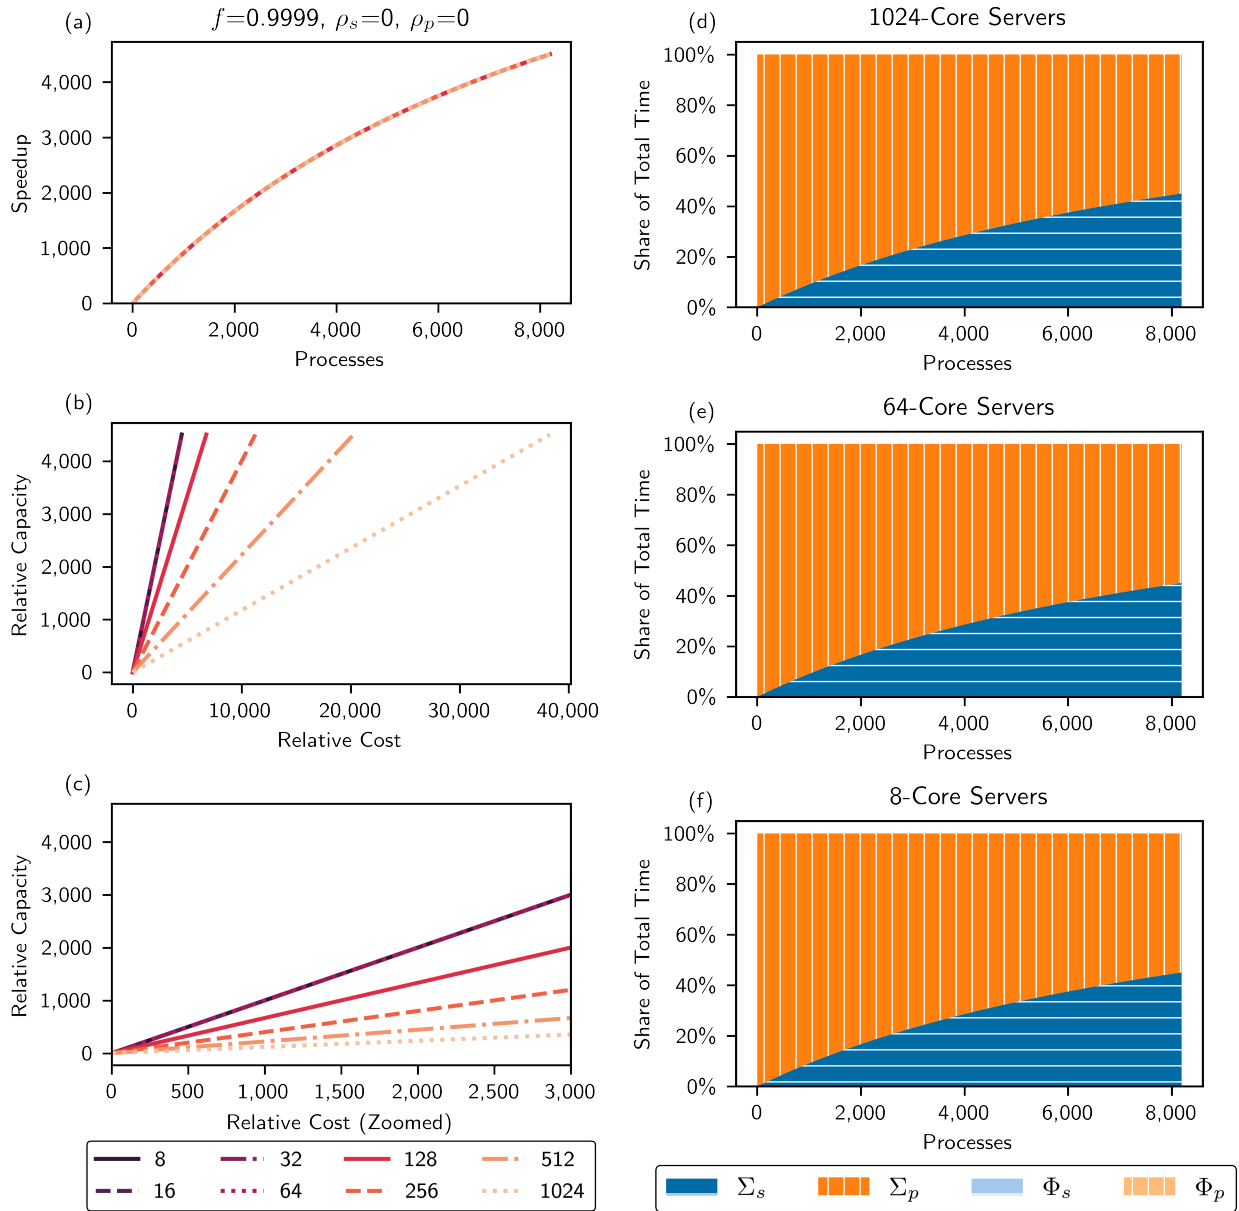 (a)
f=0.9999, ρs=0, ρp=0
4,000
3,000
2,000
1,000
0
Speedup
0 2,000 4,000 6,000 8,000
Processes
(b)
4,000
3,000
2,000
1,000
0
Relative Capacity
0 10,000 20,000 30,000 40,000
Relative Cost
(c)
4,000
3,000
2,000
1,000
0
Relative Capacity
0 500 1,000 1,500 2,000 2,500 3,000
Relative Cost (Zoomed)
8 32 128 512
16 64 256 1024
(d)
1024-Core Servers
100%
80%
60%
40%
20%
0%
Share of Total Time
0 2,000 4,000 6,000 8,000
Processes
(e)
64-Core Servers
100%
80%
60%
40%
20%
0%
Share of Total Time
0 2,000 4,000 6,000 8,000
Processes
(f)
8-Core Servers
100%
80%
60%
40%
20%
0%
Share of Total Time
0 2,000 4,000 6,000 8,000
Processes
Σs Σp Φs Φp